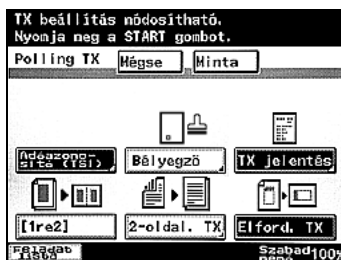 TX beállítás módosítható.
Nyomja meg a START gombot.
Polling TX Mégse Minta
Adóazono-
sító (TSI) Bélyegző TX jelentés
[1re2] 2-oldal. TX Elford. TX
Feladat
lista
Szabad 100%